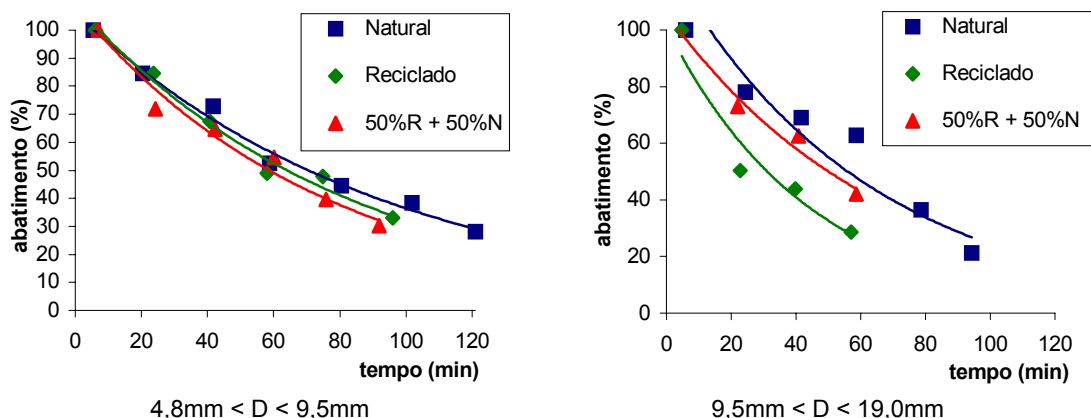 100
90
80
70
60
50
40
30
20
10
0
abatimento (%)
Natural
Reciclado
50%R + 50%N
0 20 40 60 80 100 120
tempo (min)
4,8mm < D < 9,5mm
100
80
60
40
20
0
abatimento (%)
Natural
Reciclado
50%R + 50%N
0 20 40 60 80 100 120
tempo (min)
9,5mm < D < 19,0mm